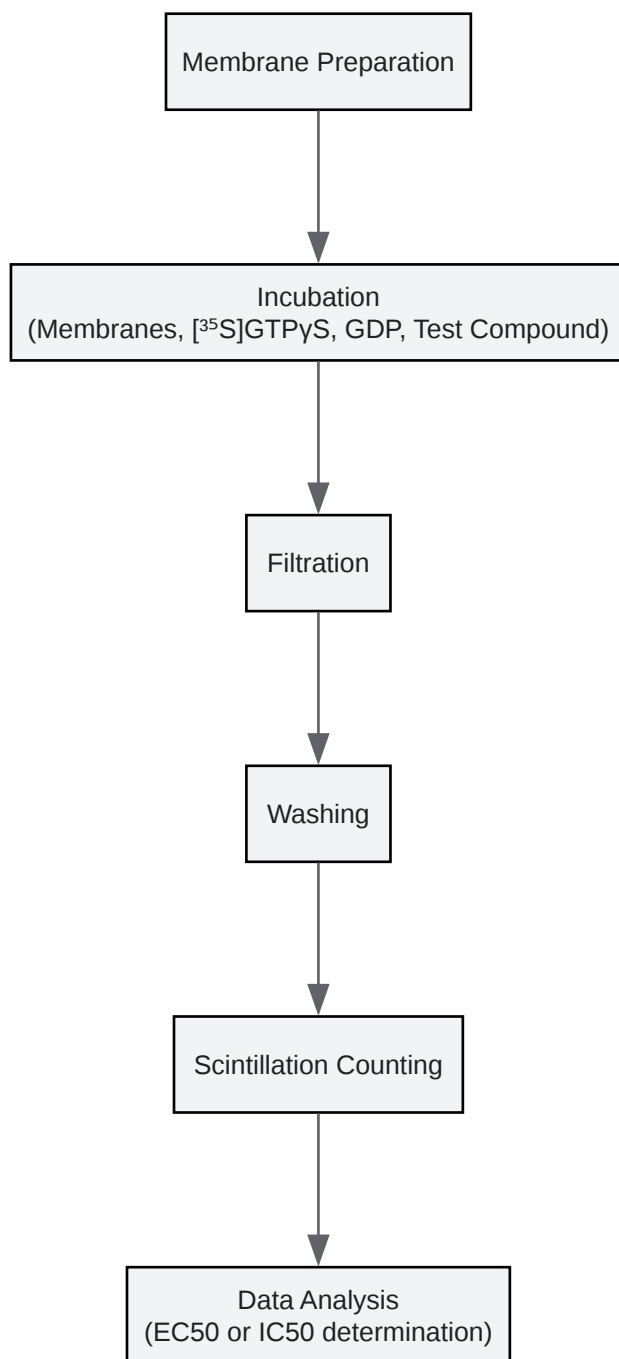 Membrane Preparation
Incubation
(Membranes, [³⁵S]GTPγS, GDP, Test Compound)
Filtration
Washing
Scintillation Counting
Data Analysis
(EC50 or IC50 determination)